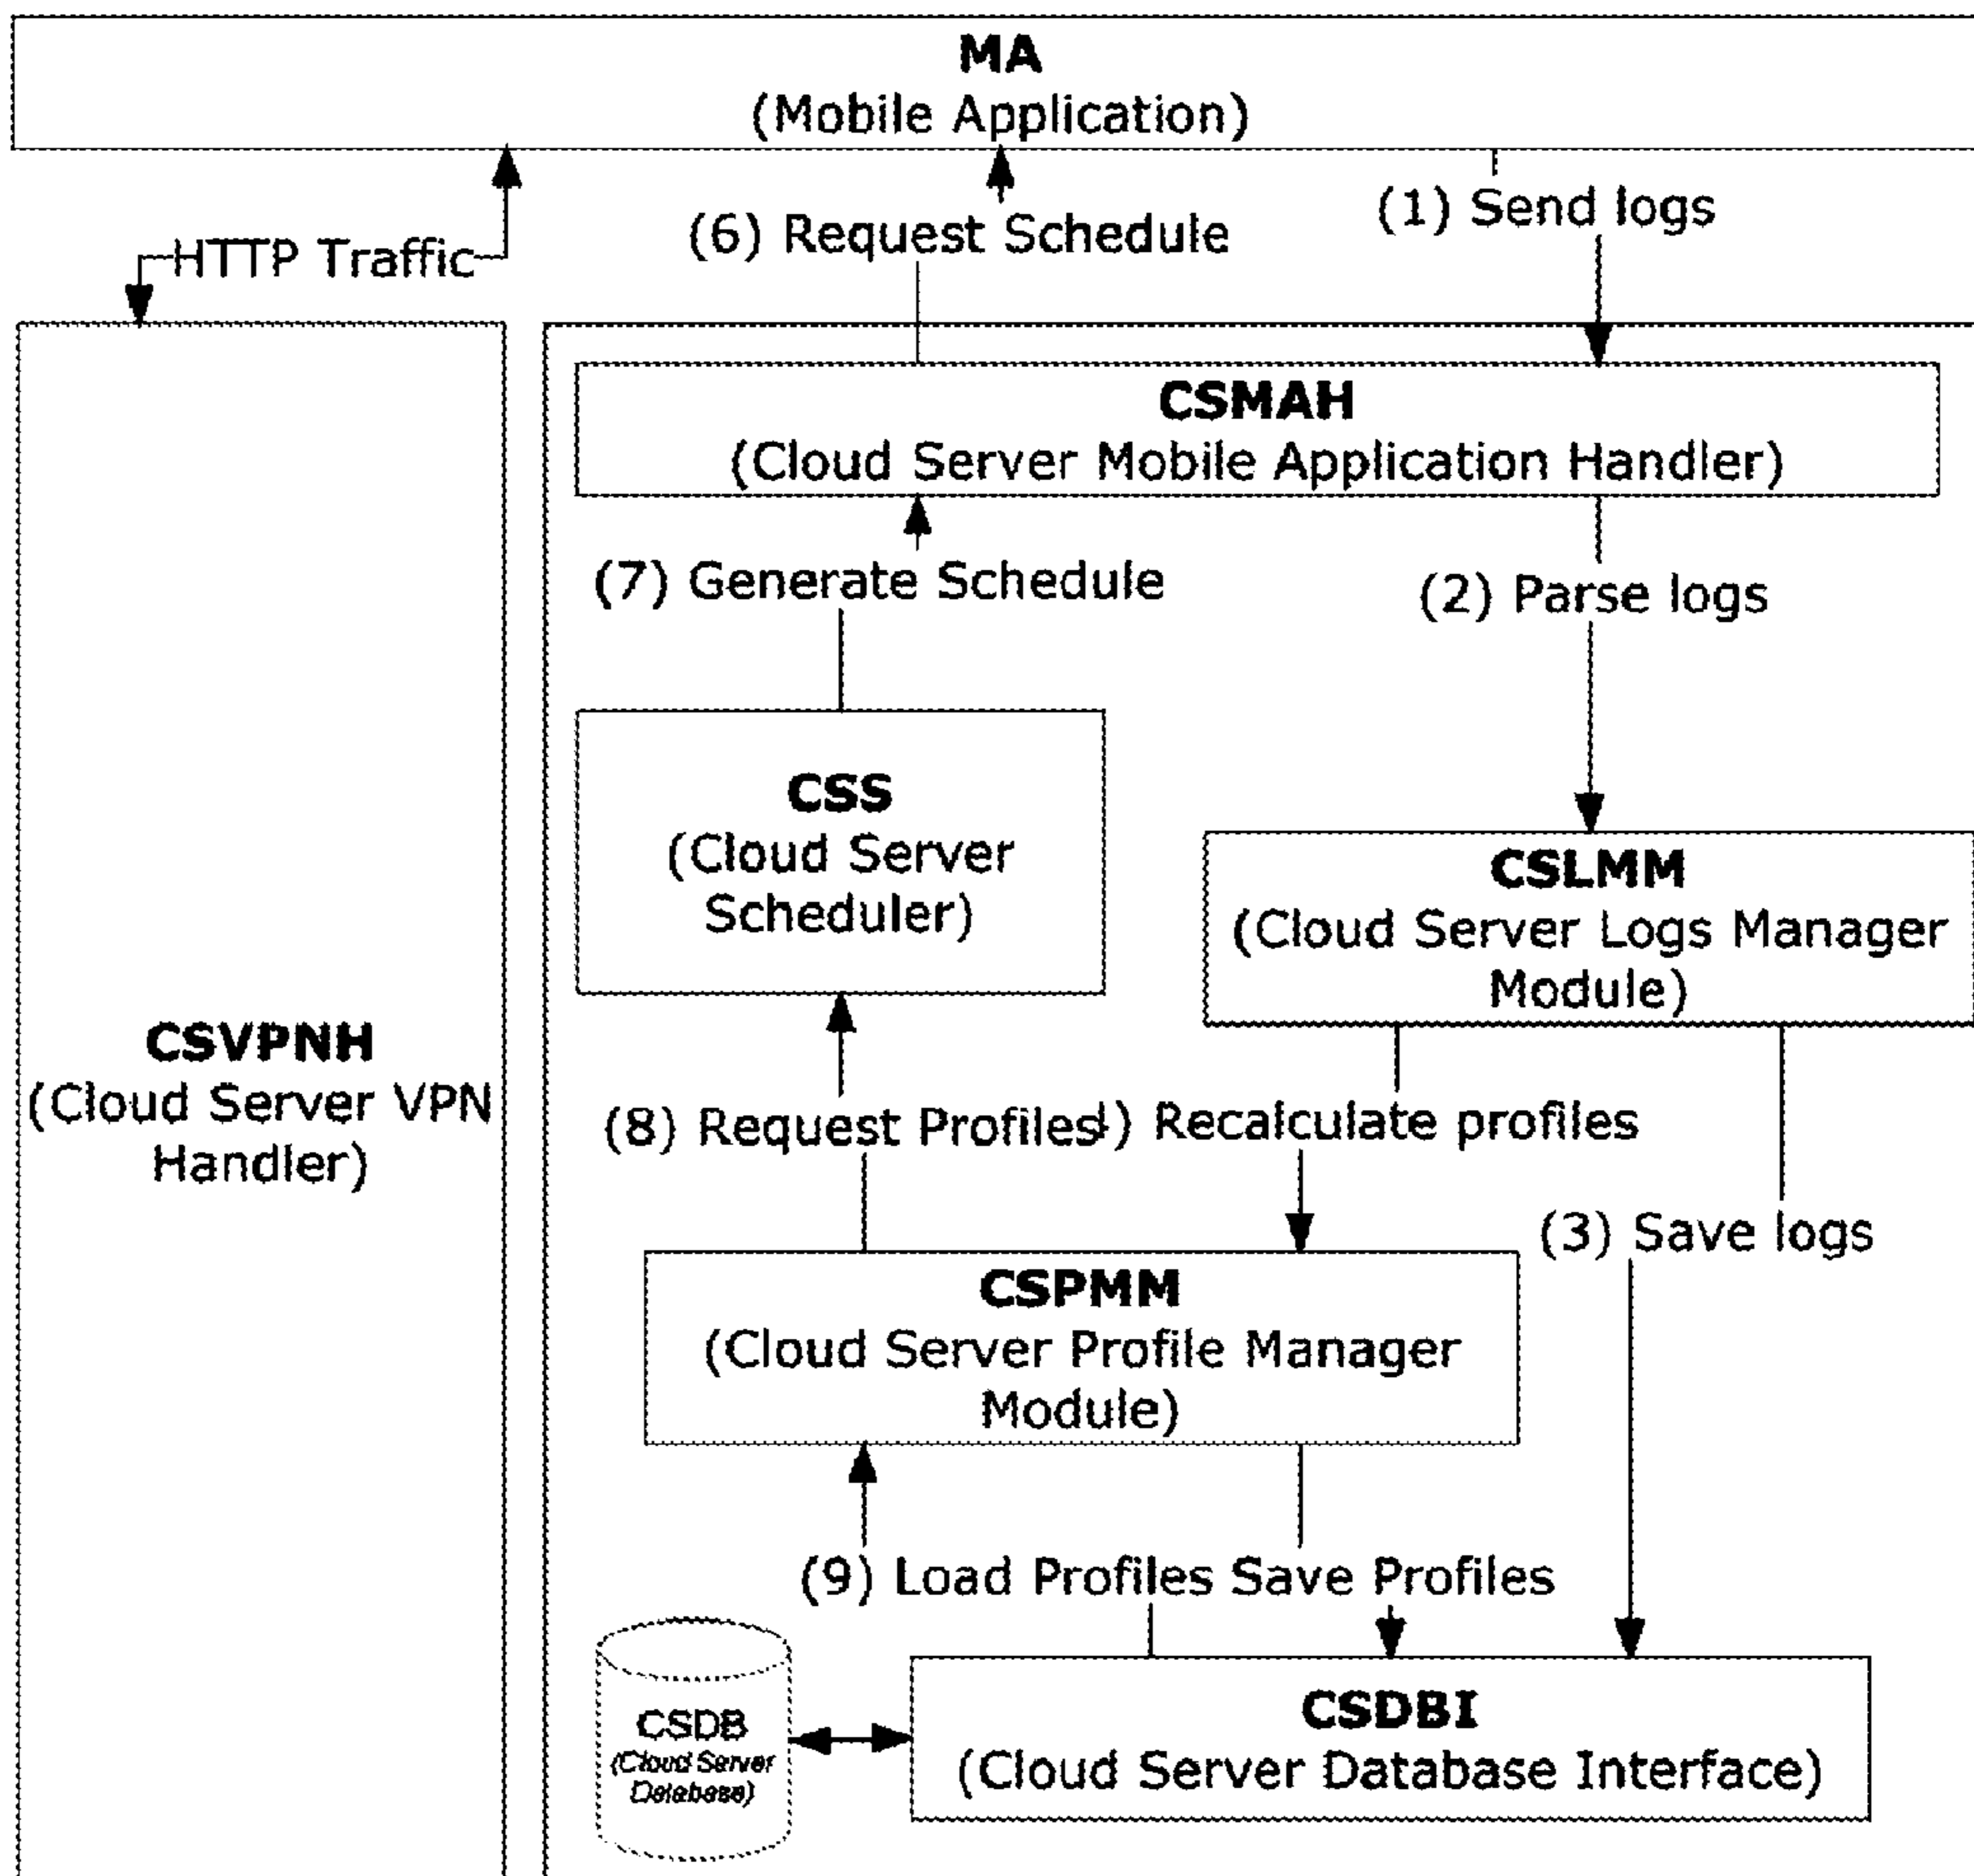 MA
(Mobile Application)
HTTP Traffic
(6) Request Schedule
(1) Send logs
CSMAH
(Cloud Server Mobile Application Handler)
(7) Generate Schedule
(2) Parse logs
CSS
(Cloud Server
Scheduler)
CSLMM
(Cloud Server Logs Manager
Module)
CSVPNH
(Cloud Server VPN
Handler)
(8) Request Profiles
) Recalculate profiles
(3) Save logs
CSPMM
(Cloud Server Profile Manager
Module)
(9) Load Profiles
Save Profiles
CSDB
(Cloud Server
Database)
CSDBI
(Cloud Server Database Interface)